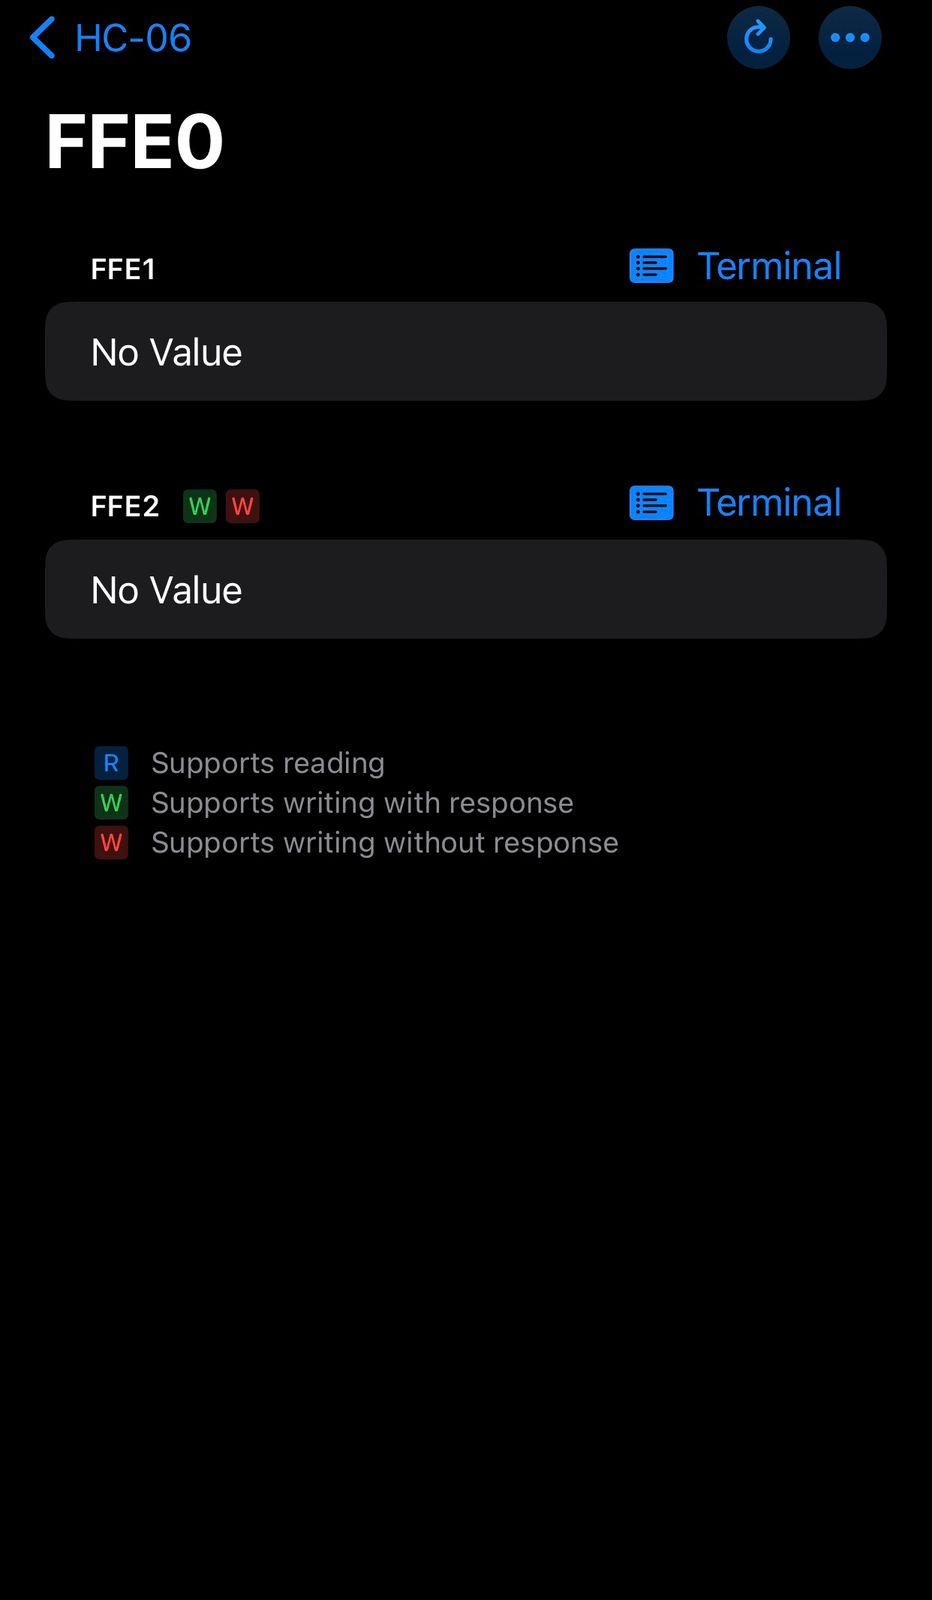 HC-06
FFE0
FFE1 Terminal
No Value
FFE2 W W Terminal
No Value
R Supports reading
W Supports writing with response
W Supports writing without response